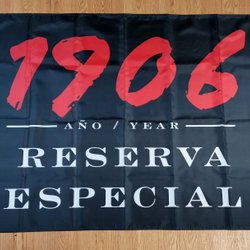 1906
AÑO / YEAR
RESERVA
ESPECIAL